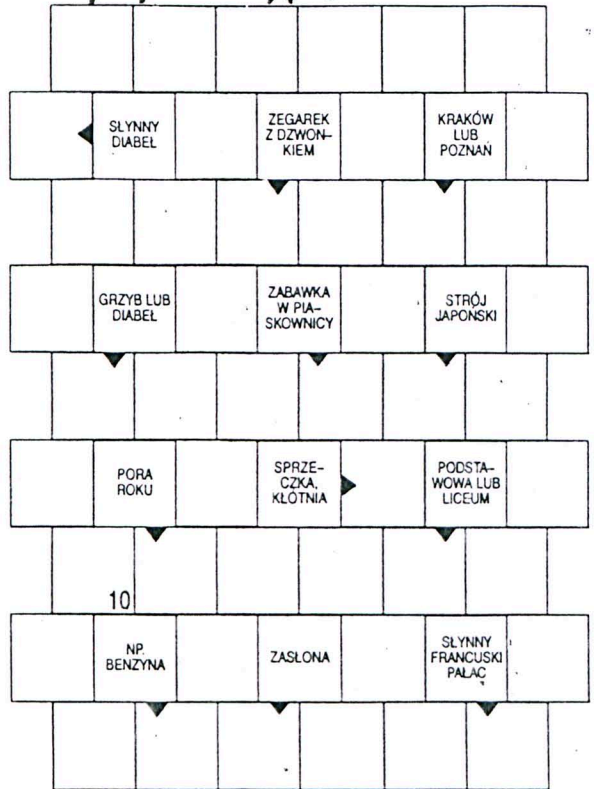 SŁYNNY
DIABEŁ
ZEGAREK
Z DZWON–
KIEM
KRAKÓW
LUB
POZNAŃ
GRZYB LUB
DIABEŁ
ZABAWKA
W PIA–
SKOWNICY
STRÓJ
JAPOŃSKI
PORA
ROKU
SPRZE–
CZKA,
KŁÓTNIA
PODSTA–
WOWA LUB
LICEUM
10
NP.
BENZYNA
ZASŁONA
SŁYNNY
FRANCUSKI
PAŁAC